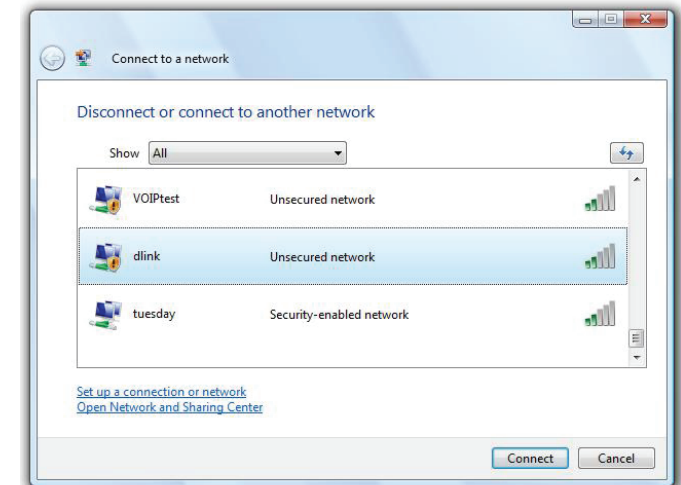 Connect to a network
Disconnect or connect to another network
Show All
VOIPtest Unsecured network
dlink Unsecured network
tuesday Security-enabled network
Set up a connection or network
Open Network and Sharing Center
Connect Cancel